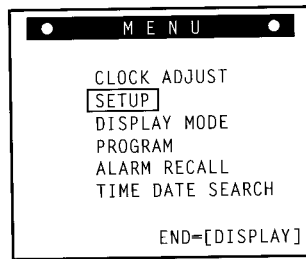 MENU
CLOCK ADJUST
SETUP
DISPLAY MODE
PROGRAM
ALARM RECALL
TIME DATE SEARCH
END=[DISPLAY]